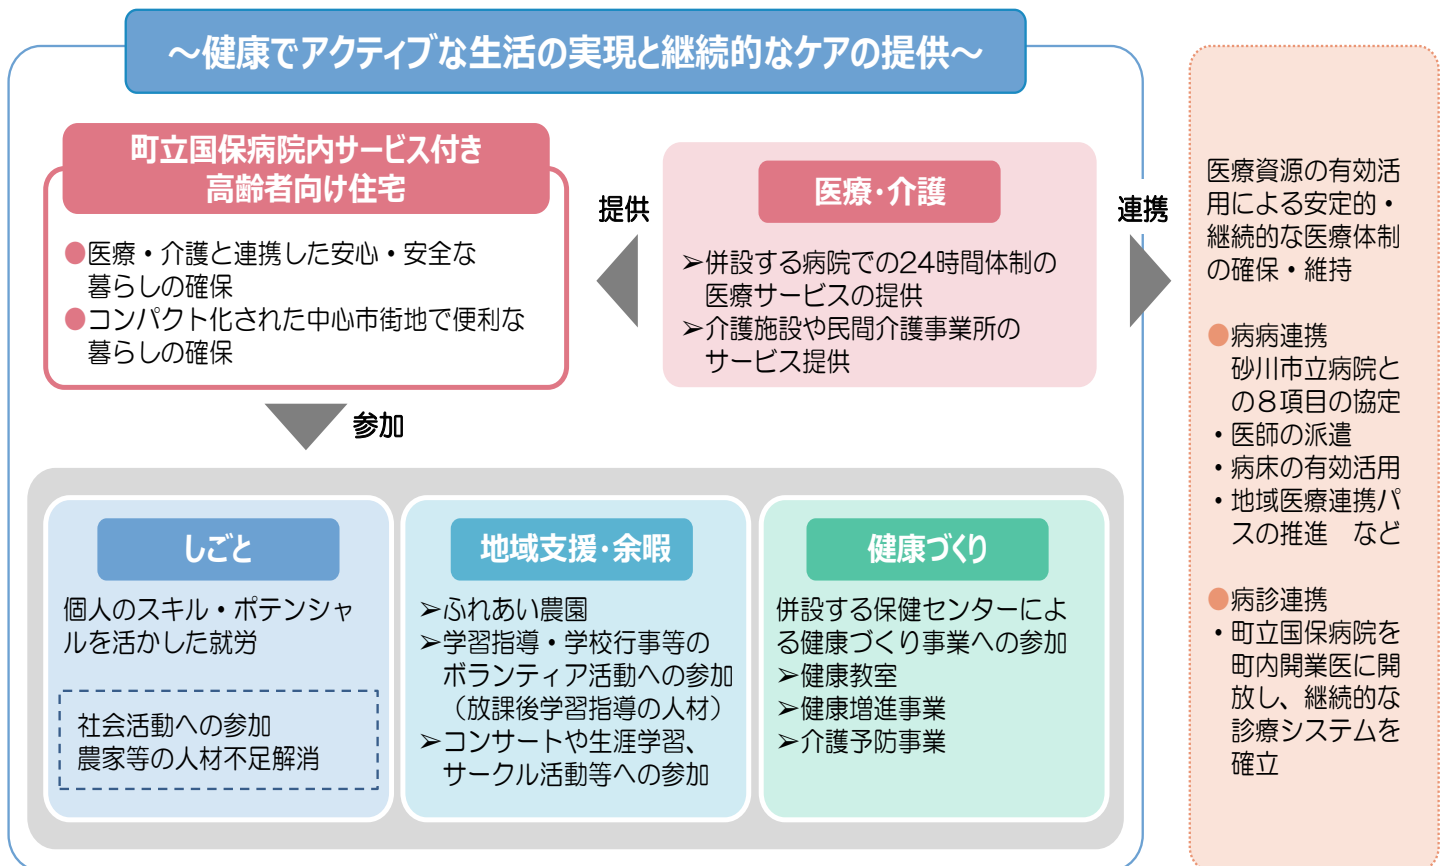 ～健康でアクティブな生活の実現と継続的なケアの提供～
町立国保病院内サービス付き
高齢者向け住宅
●医療・介護と連携した安心・安全な
暮らしの確保
●コンパクト化された中心市街地で便利な
暮らしの確保
提供
医療・介護
➢併設する病院での24時間体制の
医療サービスの提供
➢介護施設や民間介護事業所の
サービス提供
連携
参加
しごと
個人のスキル・ポテンシャ
ルを活かした就労
社会活動への参加
農家等の人材不足解消
地域支援・余暇
➢ふれあい農園
➢学習指導・学校行事等の
ボランティア活動への参加
（放課後学習指導の人材）
➢コンサートや生涯学習、
サークル活動等への参加
健康づくり
併設する保健センターによ
る健康づくり事業への参加
➢健康教室
➢健康増進事業
➢介護予防事業
医療資源の有効活
用による安定的・
継続的な医療体制
の確保・維持
●病病連携
砂川市立病院と
の８項目の協定
・医師の派遣
・病床の有効活用
・地域医療連携パ
スの推進　など
●病診連携
・町立国保病院を
町内開業医に開
放し、継続的な
診療システムを
確立